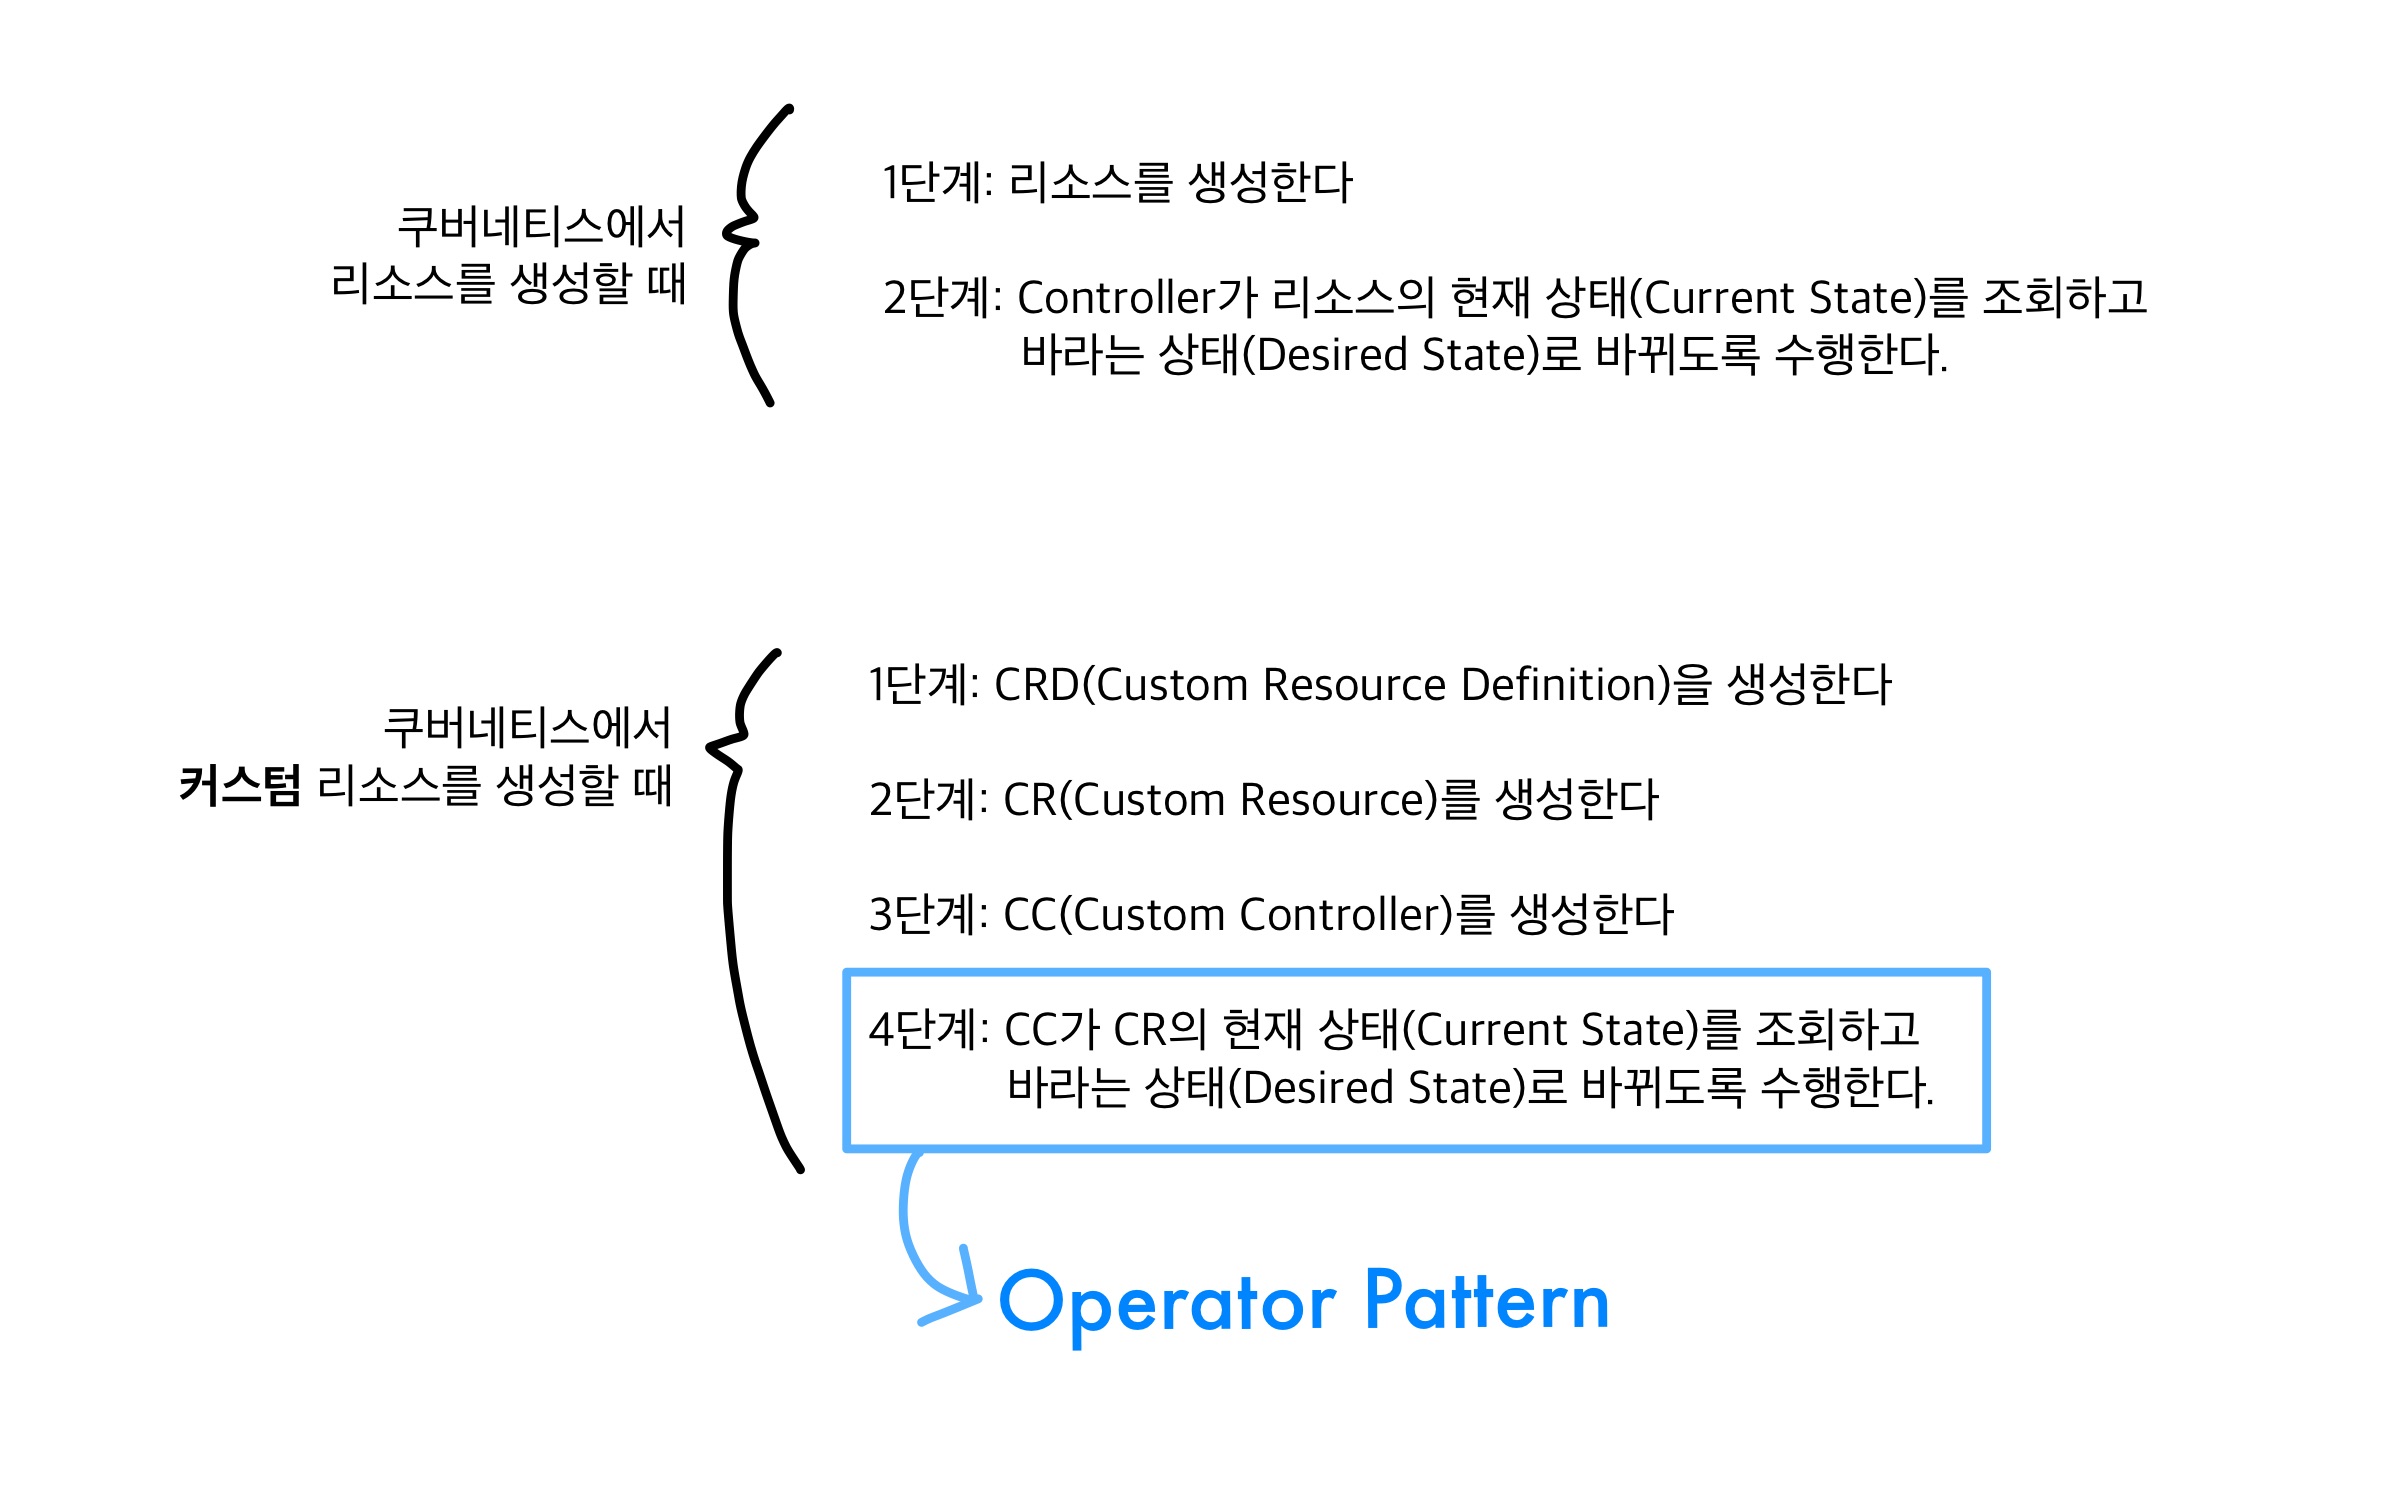 쿠버네티스에서
리소스를 생성할 때
1단계: 리소스를 생성한다
2단계: Controller가 리소스의 현재 상태(Current State)를 조회하고
바라는 상태(Desired State)로 바뀌도록 수행한다.
쿠버네티스에서
커스텀 리소스를 생성할 때
1단계: CRD(Custom Resource Definition)을 생성한다
2단계: CR(Custom Resource)를 생성한다
3단계: CC(Custom Controller)를 생성한다
4단계: CC가 CR의 현재 상태(Current State)를 조회하고
바라는 상태(Desired State)로 바뀌도록 수행한다.
Operator Pattern